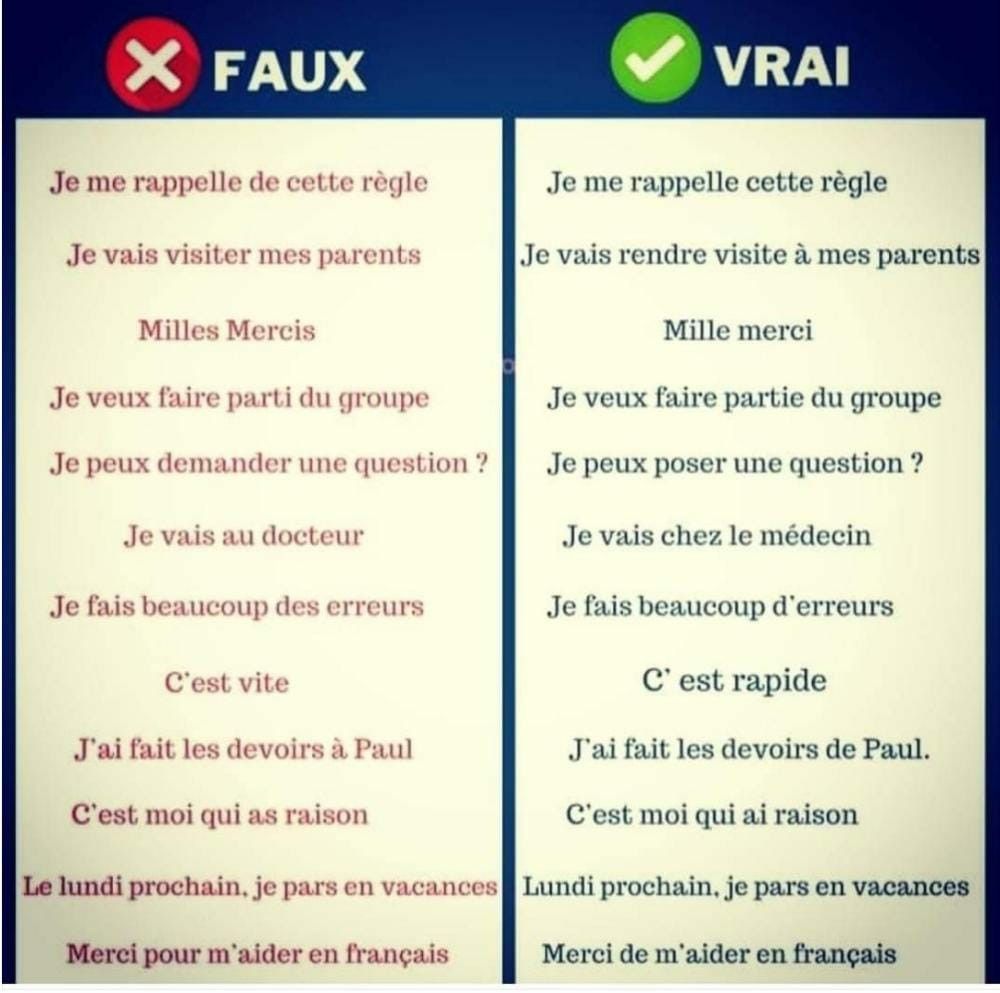 FAUX
VRAI
Je me rappelle de cette règle
Je me rappelle cette règle
Je vais visiter mes parents
Je vais rendre visite à mes parents
Milles Mercis
Mille merci
Je veux faire parti du groupe
Je veux faire partie du groupe
Je peux demander une question ?
Je peux poser une question ?
Je vais au docteur
Je vais chez le médecin
Je fais beaucoup des erreurs
Je fais beaucoup d'erreurs
C'est vite
C' est rapide
J'ai fait les devoirs à Paul
J'ai fait les devoirs de Paul.
C'est moi qui as raison
C'est moi qui ai raison
Le lundi prochain, je pars en vacances
Lundi prochain, je pars en vacances
Merci pour m'aider en français
Merci de m'aider en français